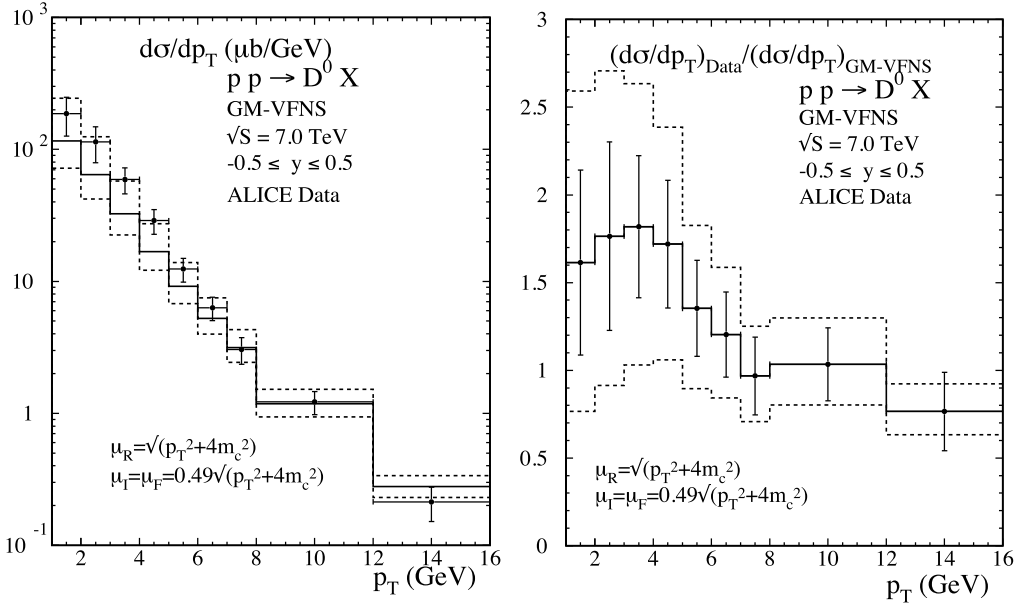 dσ/dp_T (μb/GeV)
p p → D⁰ X
GM-VFNS
√S = 7.0 TeV
-0.5 ≤ y ≤ 0.5
ALICE Data
μ_R=√(p_T²+4m_c²)
μ_I=μ_F=0.49√(p_T²+4m_c²)
10³
10²
10
1
10⁻¹
2 4 6 8 10 12 14 16
p_T (GeV)
(dσ/dp_T)_Data/(dσ/dp_T)_GM-VFNS
p p → D⁰ X
GM-VFNS
√S = 7.0 TeV
-0.5 ≤ y ≤ 0.5
ALICE Data
μ_R=√(p_T²+4m_c²)
μ_I=μ_F=0.49√(p_T²+4m_c²)
3
2.5
2
1.5
1
0.5
0
2 4 6 8 10 12 14 16
p_T (GeV)